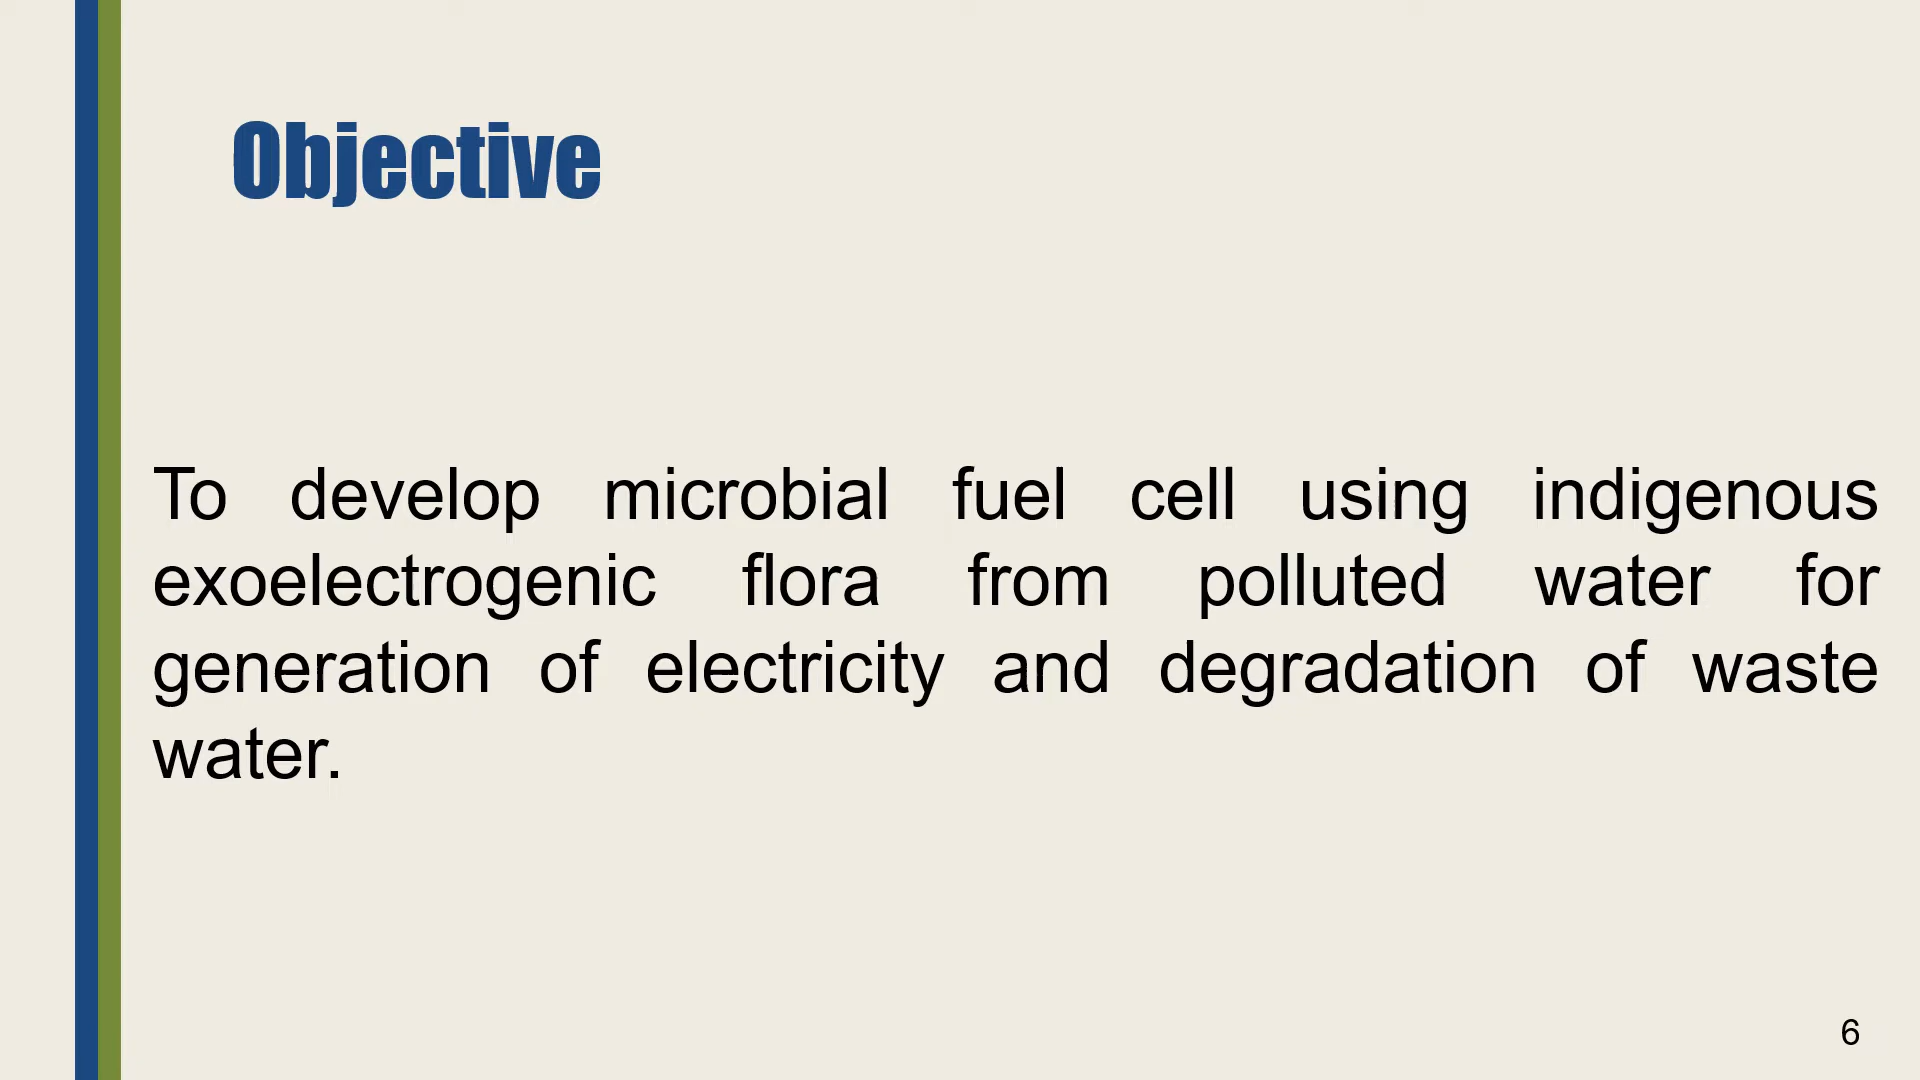 Objective
To develop microbial fuel cell using indigenous
exoelectrogenic flora from polluted water for
generation of electricity and degradation of waste
water.
6